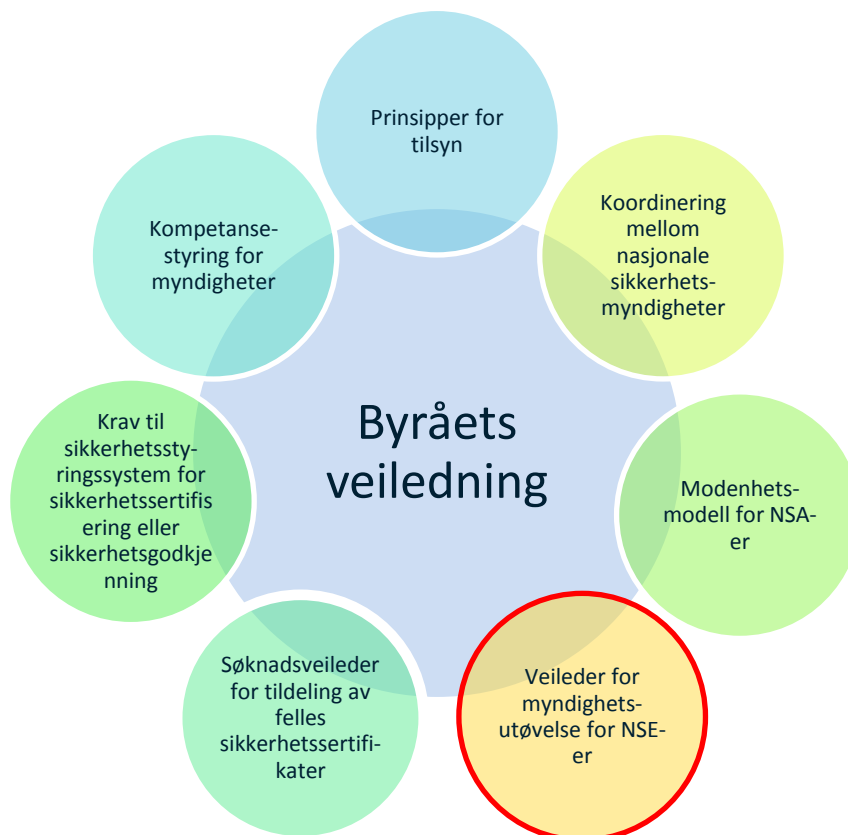 Prinsipper for
tilsyn
Koordinering
mellom
nasjonale
sikkerhets-
myndigheter
Modenhets-
modell for NSA-
er
Veileder for
myndighets-
utøvelse for NSE-
er
Søknadsveileder
for tildeling av
felles
sikkerhetssertifi-
kater
Krav til
sikkerhetssty-
ringssystem for
sikkerhetssertifis
ering eller
sikkerhetsgodkje
nning
Kompetanse-
styring for
myndigheter
Byråets
veiledning